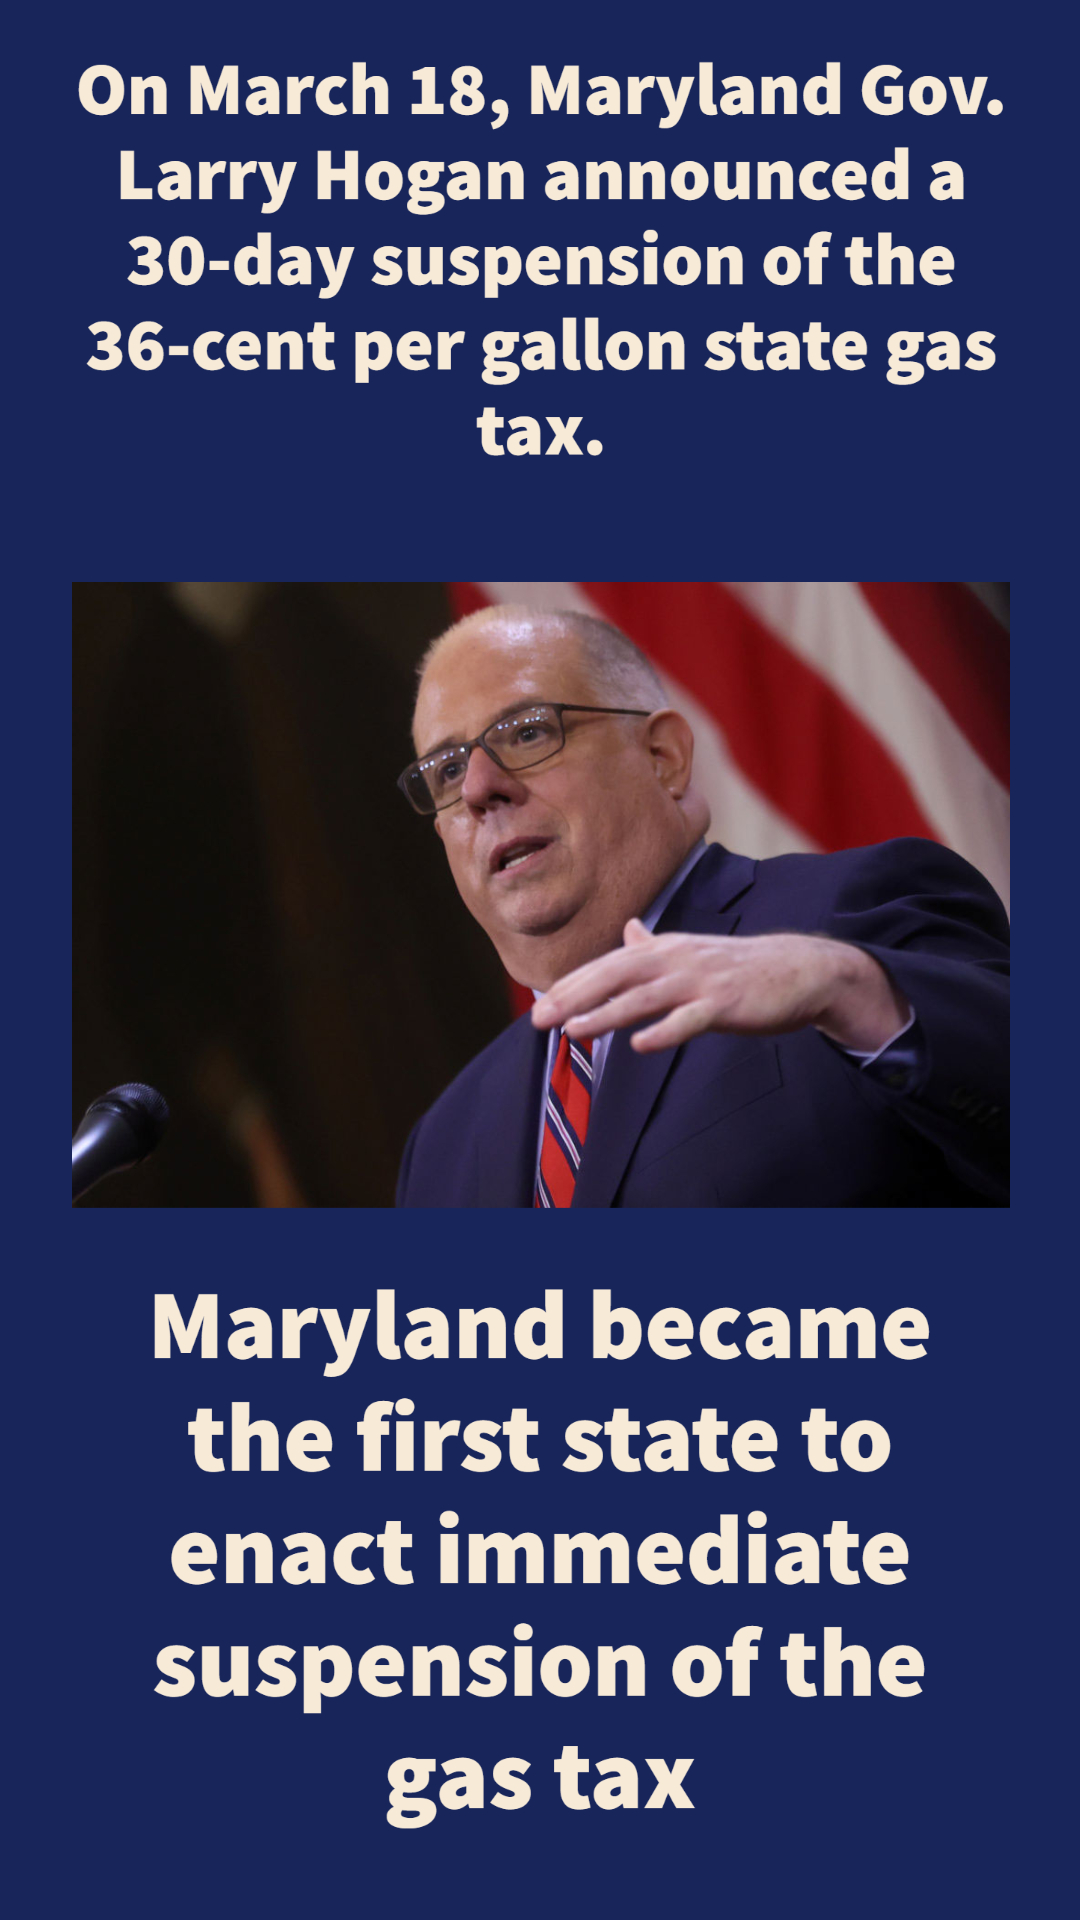 On March 18, Maryland Gov.
Larry Hogan announced a
30-day suspension of the
36-cent per gallon state gas
tax.
Maryland became
the first state to
enact immediate
suspension of the
gas tax